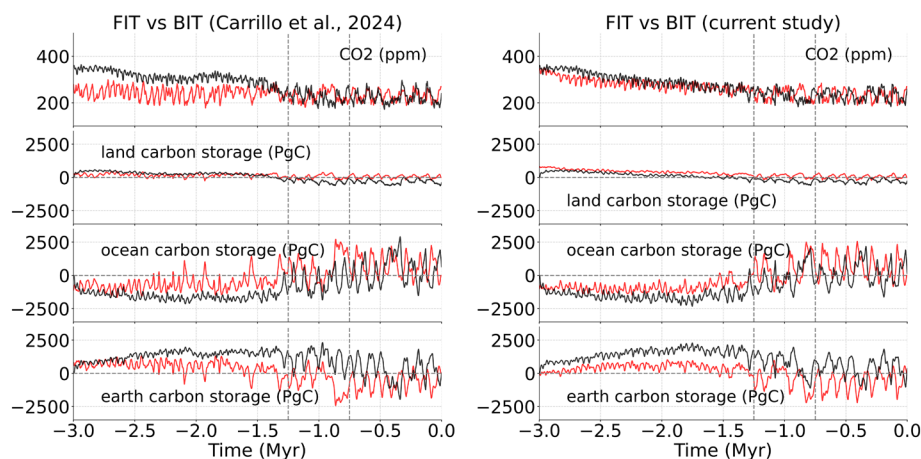 FIT vs BIT (Carrillo et al., 2024)
CO2 (ppm)
400
200
land carbon storage (PgC)
2500
0
−2500
ocean carbon storage (PgC)
2500
0
−2500
earth carbon storage (PgC)
2500
0
−2500
−3.0 −2.5 −2.0 −1.5 −1.0 −0.5 0.0
Time (Myr)
FIT vs BIT (current study)
CO2 (ppm)
400
200
2500
0
land carbon storage (PgC)
−2500
ocean carbon storage (PgC)
2500
0
−2500
2500
0
earth carbon storage (PgC)
−2500
−3.0 −2.5 −2.0 −1.5 −1.0 −0.5 0.0
Time (Myr)